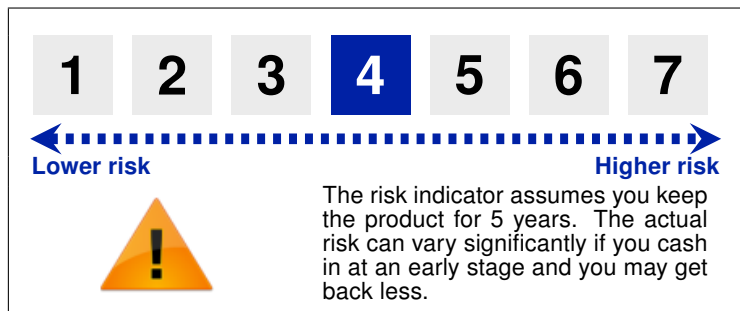 1 2 3 4 5 6 7
Lower risk Higher risk
The risk indicator assumes you keep
the product for 5 years. The actual
risk can vary significantly if you cash
in at an early stage and you may get
back less.